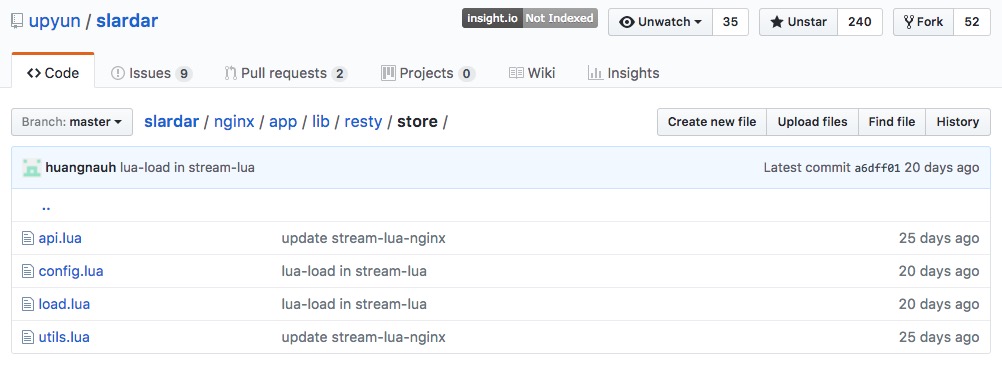 upyun / slardar insight.io Not Indexed Unwatch 35 Unstar 240 Fork 52
Code Issues 9 Pull requests 2 Projects 0 Wiki Insights
Branch: master slardar / nginx / app / lib / resty / store / Create new file Upload files Find file History
huangnauh lua-load in stream-lua Latest commit a6dff01 20 days ago
..
api.lua update stream-lua-nginx 25 days ago
config.lua lua-load in stream-lua 20 days ago
load.lua lua-load in stream-lua 20 days ago
utils.lua update stream-lua-nginx 25 days ago